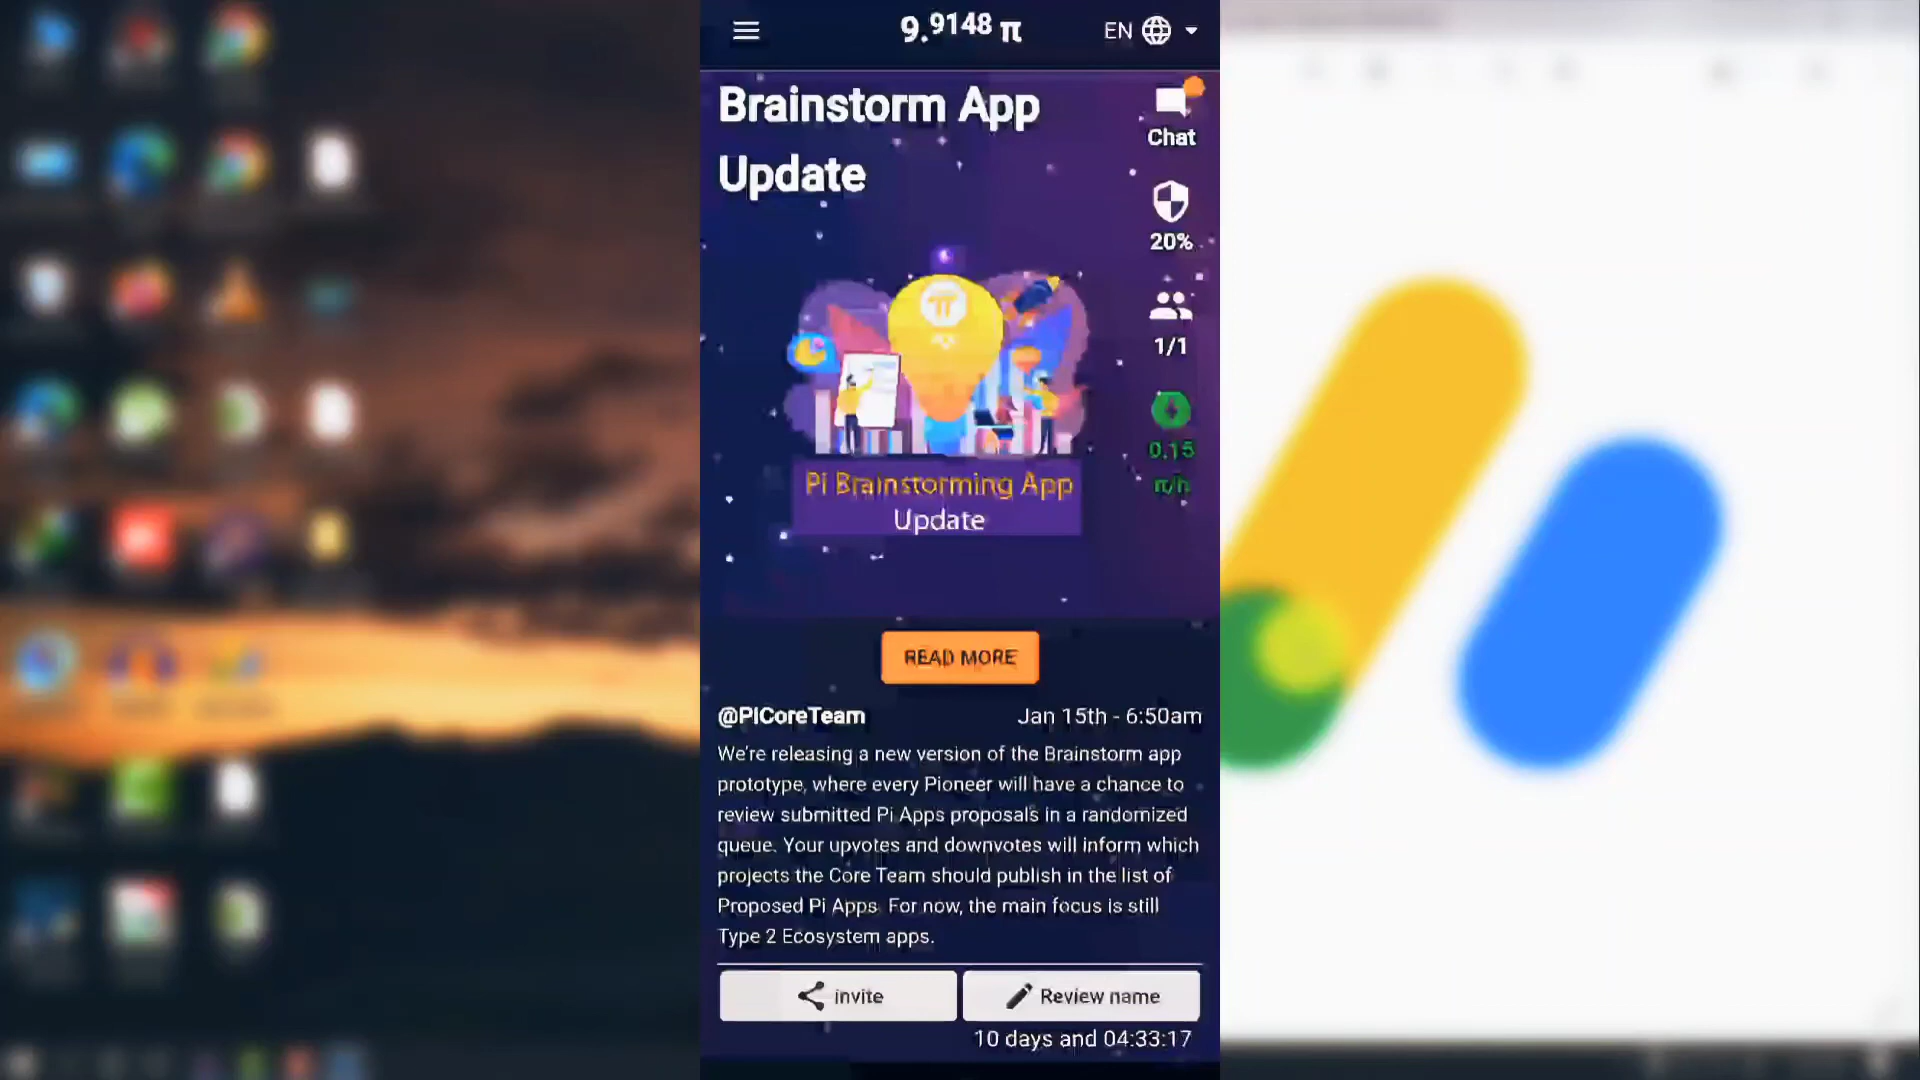 9.9148 π
EN
Brainstorm App
Update
Chat
20%
1/1
0.15
π/h
Pi Brainstorming App
Update
READ MORE
@PiCoreTeam
Jan 15th - 6:50am
We're releasing a new version of the Brainstorm app
prototype, where every Pioneer will have a chance to
review submitted Pi Apps proposals in a randomized
queue. Your upvotes and downvotes will inform which
projects the Core Team should publish in the list of
Proposed Pi Apps. For now, the main focus is still
Type 2 Ecosystem apps.
invite
Review name
10 days and 04:33:17